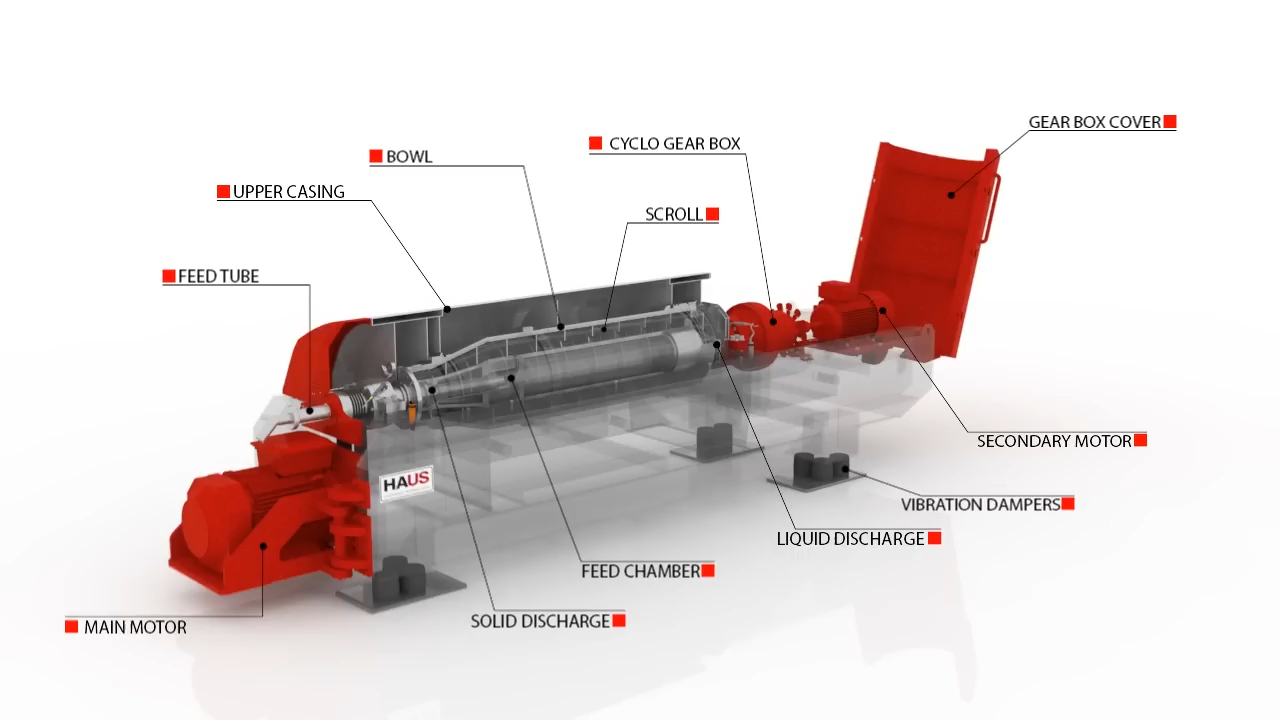 GEAR BOX COVER
CYCLO GEAR BOX
BOWL
UPPER CASING
SCROLL
FEED TUBE
SECONDARY MOTOR
HAUS
VIBRATION DAMPERS
LIQUID DISCHARGE
FEED CHAMBER
SOLID DISCHARGE
MAIN MOTOR